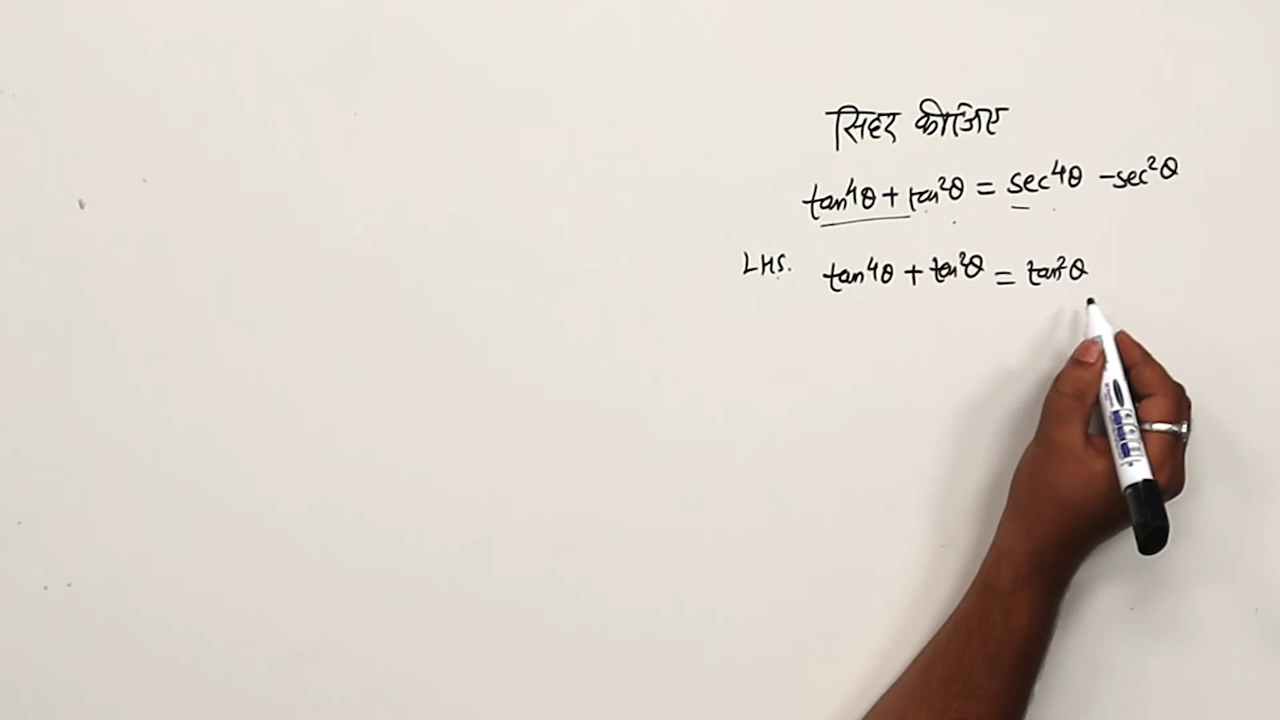 सिद्ध कीजिए
tan⁴θ + tan²θ = sec⁴θ - sec²θ
LHS. tan⁴θ + tan²θ = tan²θ